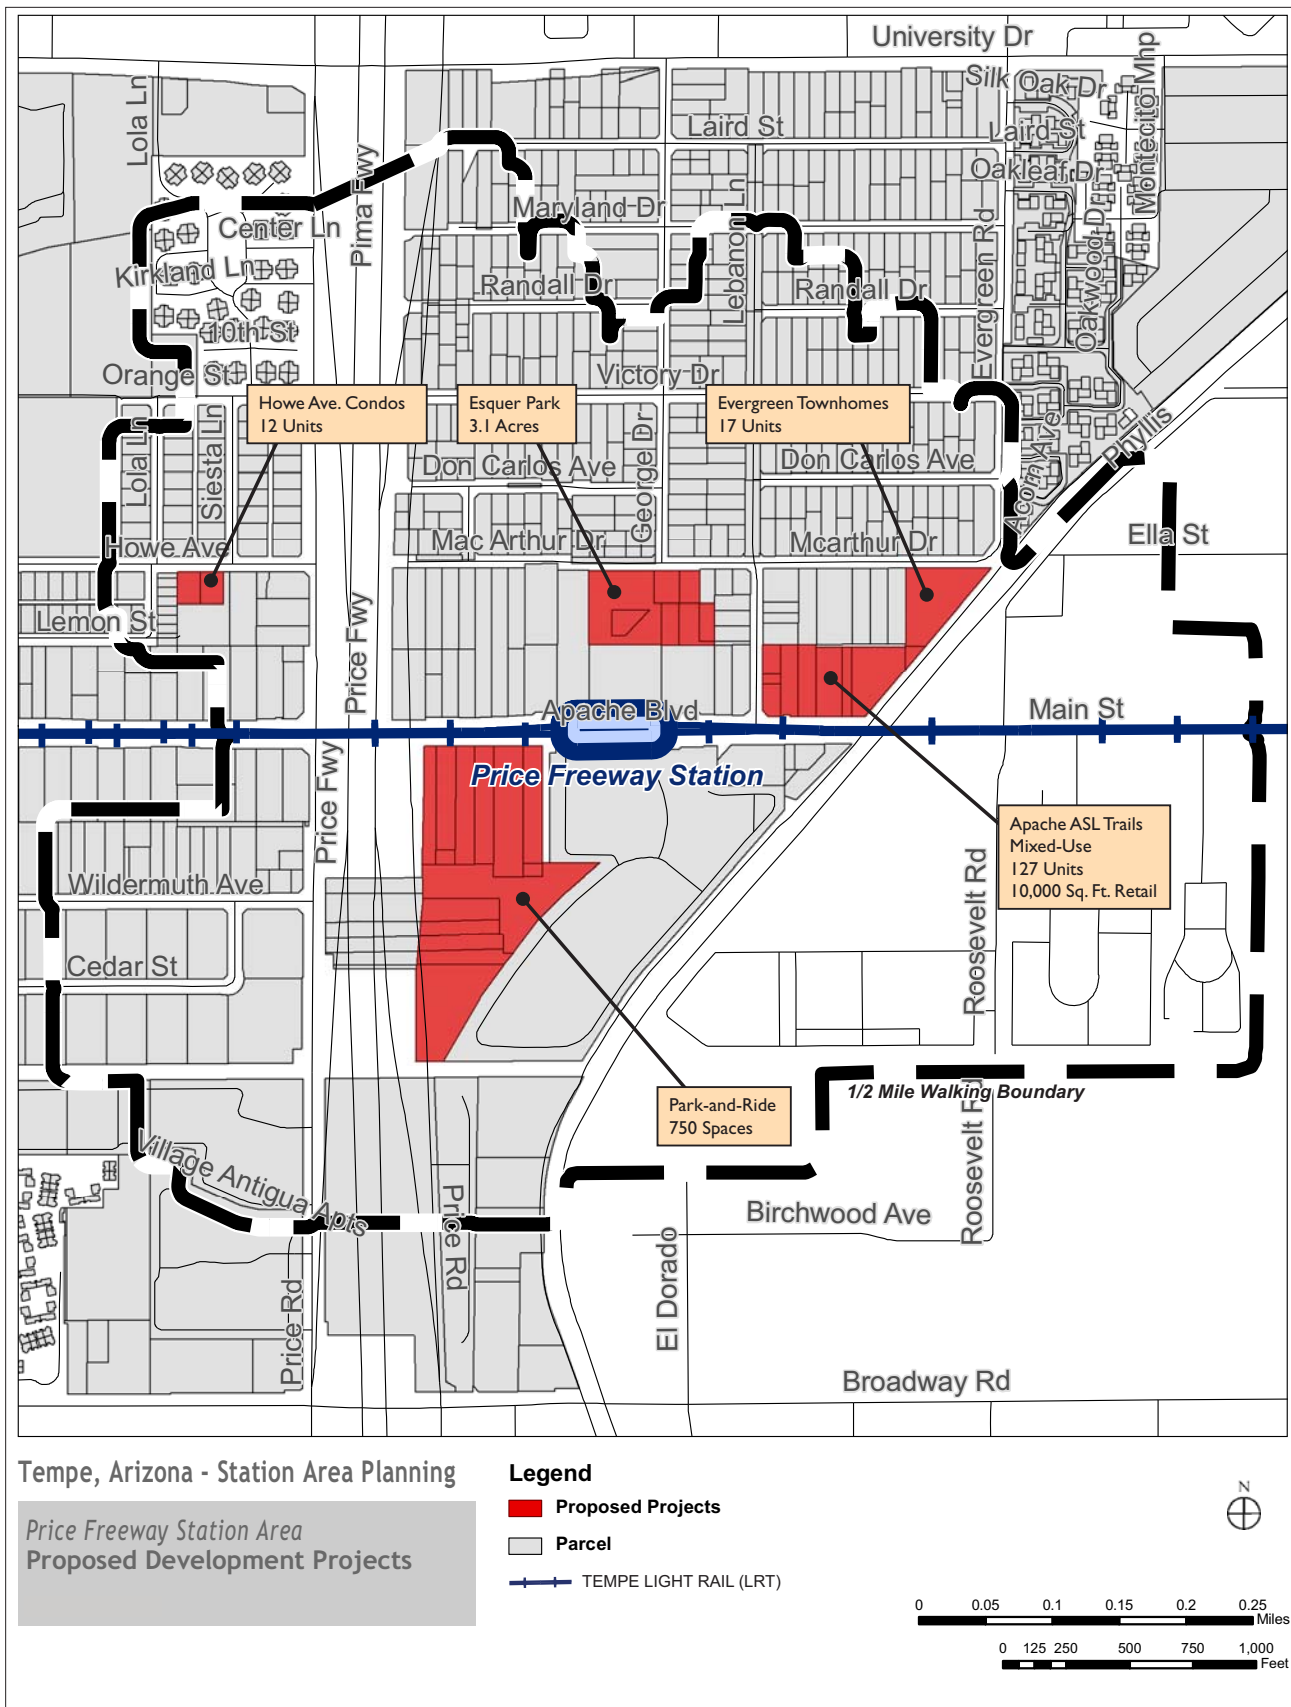 University Dr
Silk Oak Dr
Montecito Mhp
Lola Ln
Laird St
Laird St
Oakleaf Dr
Pima Fwy
Maryland Dr
Lebanon Ln
Evergreen Rd
Oakwood Dr
Center Ln
Kirkland Ln
Randall Dr
Randall Dr
10th St
Orange St
Victory Dr
Howe Ave. Condos
12 Units
Esquer Park
3.1 Acres
Evergreen Townhomes
17 Units
Lola Ln
Siesta Ln
Don Carlos Ave
George Dr
Don Carlos Ave
Acorn Ave
Phyllis
Howe Ave
Mac Arthur Dr
Mcarthur Dr
Ella St
Lemon St
Price Fwy
Apache Blvd
Main St
Price Freeway Station
Price Fwy
Apache ASL Trails
Mixed-Use
127 Units
10,000 Sq. Ft. Retail
Wildermuth Ave
Roosevelt Rd
Cedar St
Park-and-Ride
750 Spaces
1/2 Mile Walking Boundary
Roosevelt Rd
Village Antigua Apts
Price Rd
Birchwood Ave
El Dorado
Price Rd
Broadway Rd
Tempe, Arizona - Station Area Planning
Price Freeway Station Area
Proposed Development Projects
Legend
Proposed Projects
Parcel
TEMPE LIGHT RAIL (LRT)
N
0 0.05 0.1 0.15 0.2 0.25
Miles
0 125 250 500 750 1,000
Feet